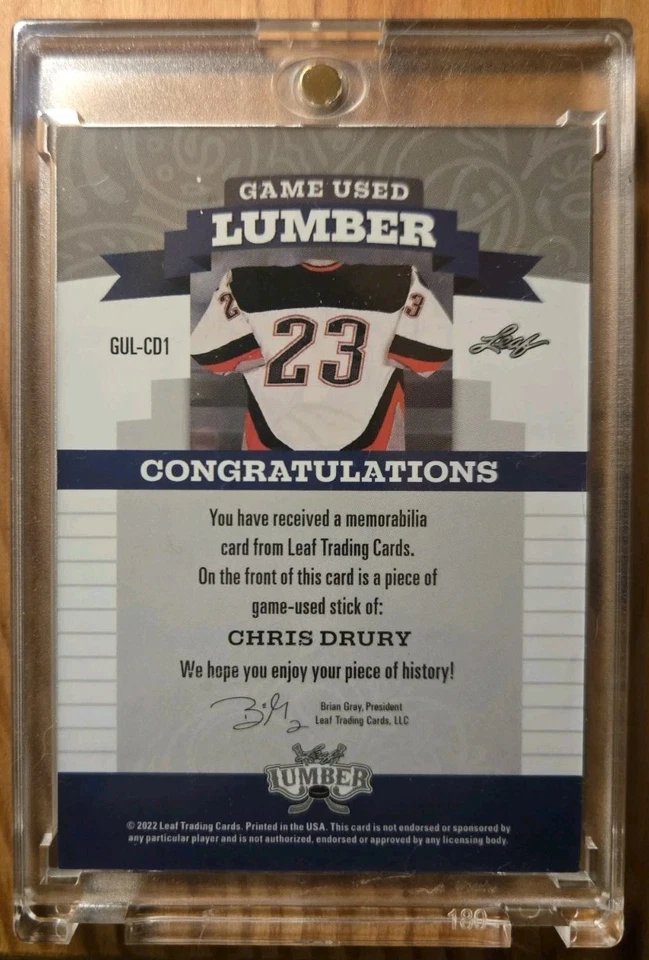 GAME USED
LUMBER
23
3
23
GUL-CD1
Leaf
CONGRATULATIONS
You have received a memorabilia
card from Leaf Trading Cards.
On the front of this card is a piece of
game-used stick of:
CHRIS DRURY
We hope you enjoy your piece of history!
Brian Gray, President
Leaf Trading Cards, LLC
Leaf
LUMBER
© 2022 Leaf Trading Cards. Printed in the USA. This card is not endorsed or sponsored by
any particular player and is not authorized, endorsed or approved by any licensing body.
180